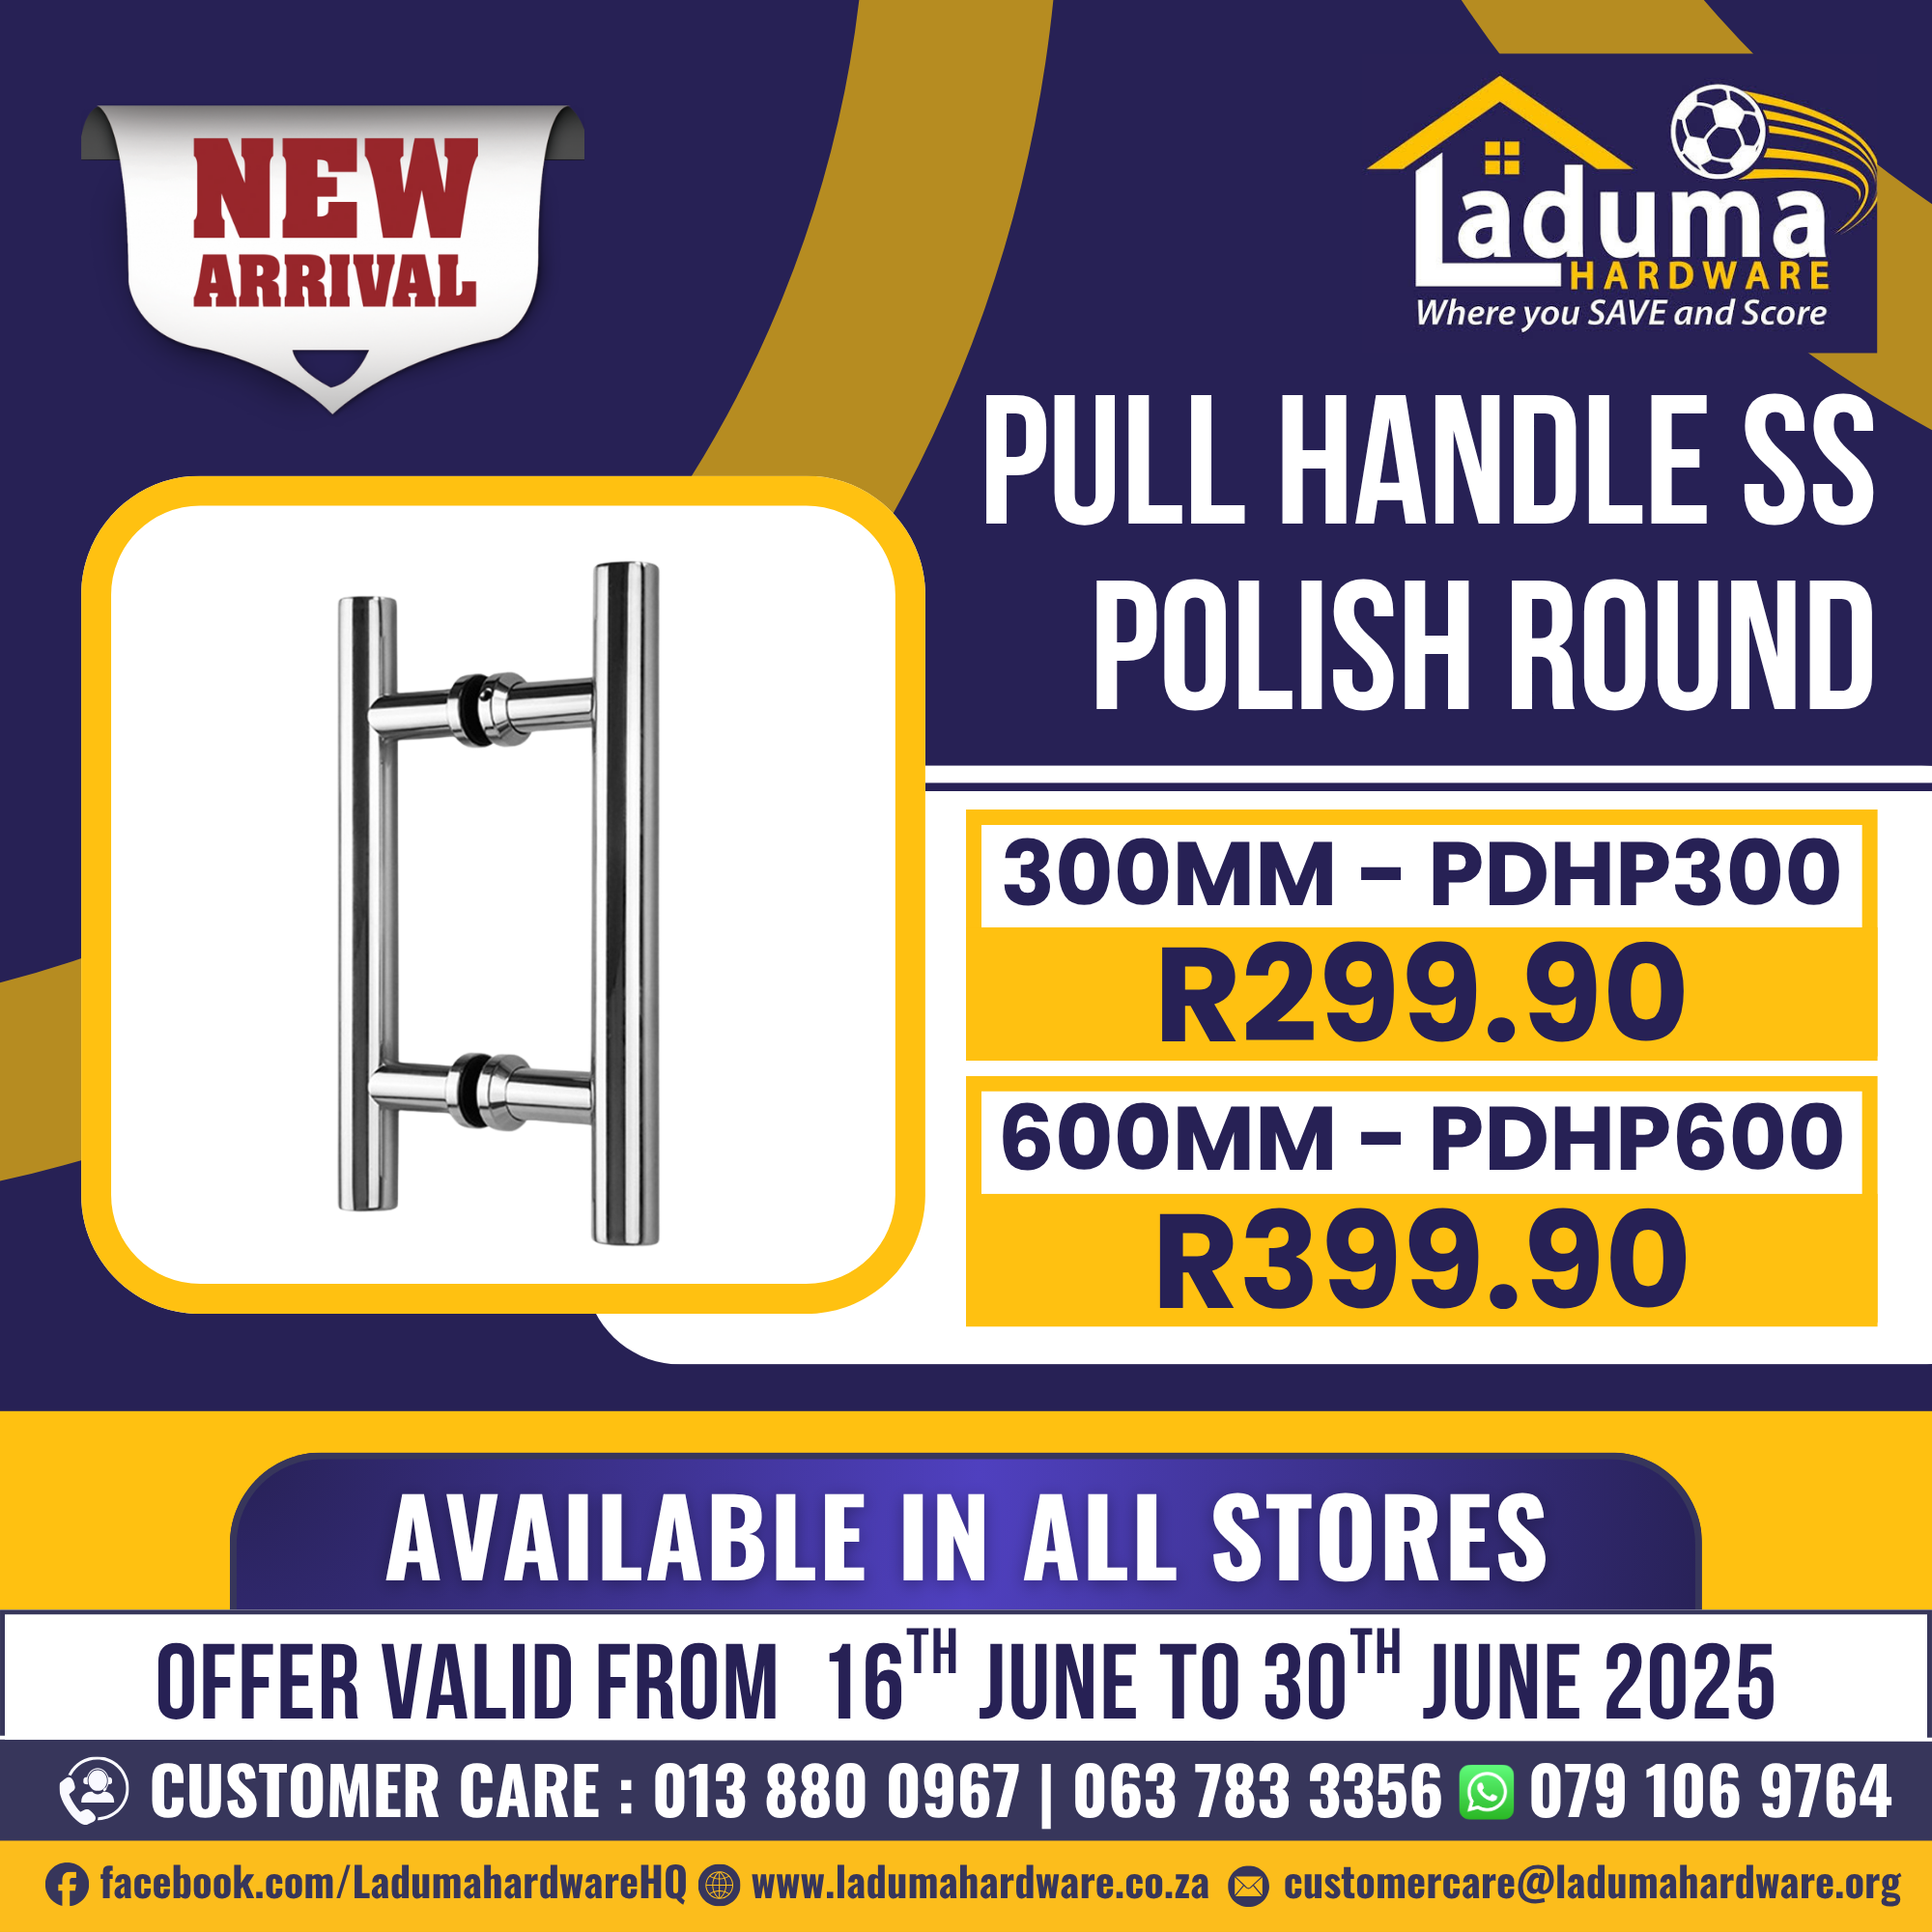 NEW
ARRIVAL
Laduma
HARDWARE
Where you SAVE and Score
PULL HANDLE SS
POLISH ROUND
300MM - PDHP300
R299.90
600MM - PDHP600
R399.90
AVAILABLE IN ALL STORES
OFFER VALID FROM 16TH JUNE TO 30TH JUNE 2025
CUSTOMER CARE : 013 880 0967 | 063 783 3356 079 106 9764
facebook.com/LadumahardwareHQ www.ladumahardware.co.za customercare@ladumahardware.org